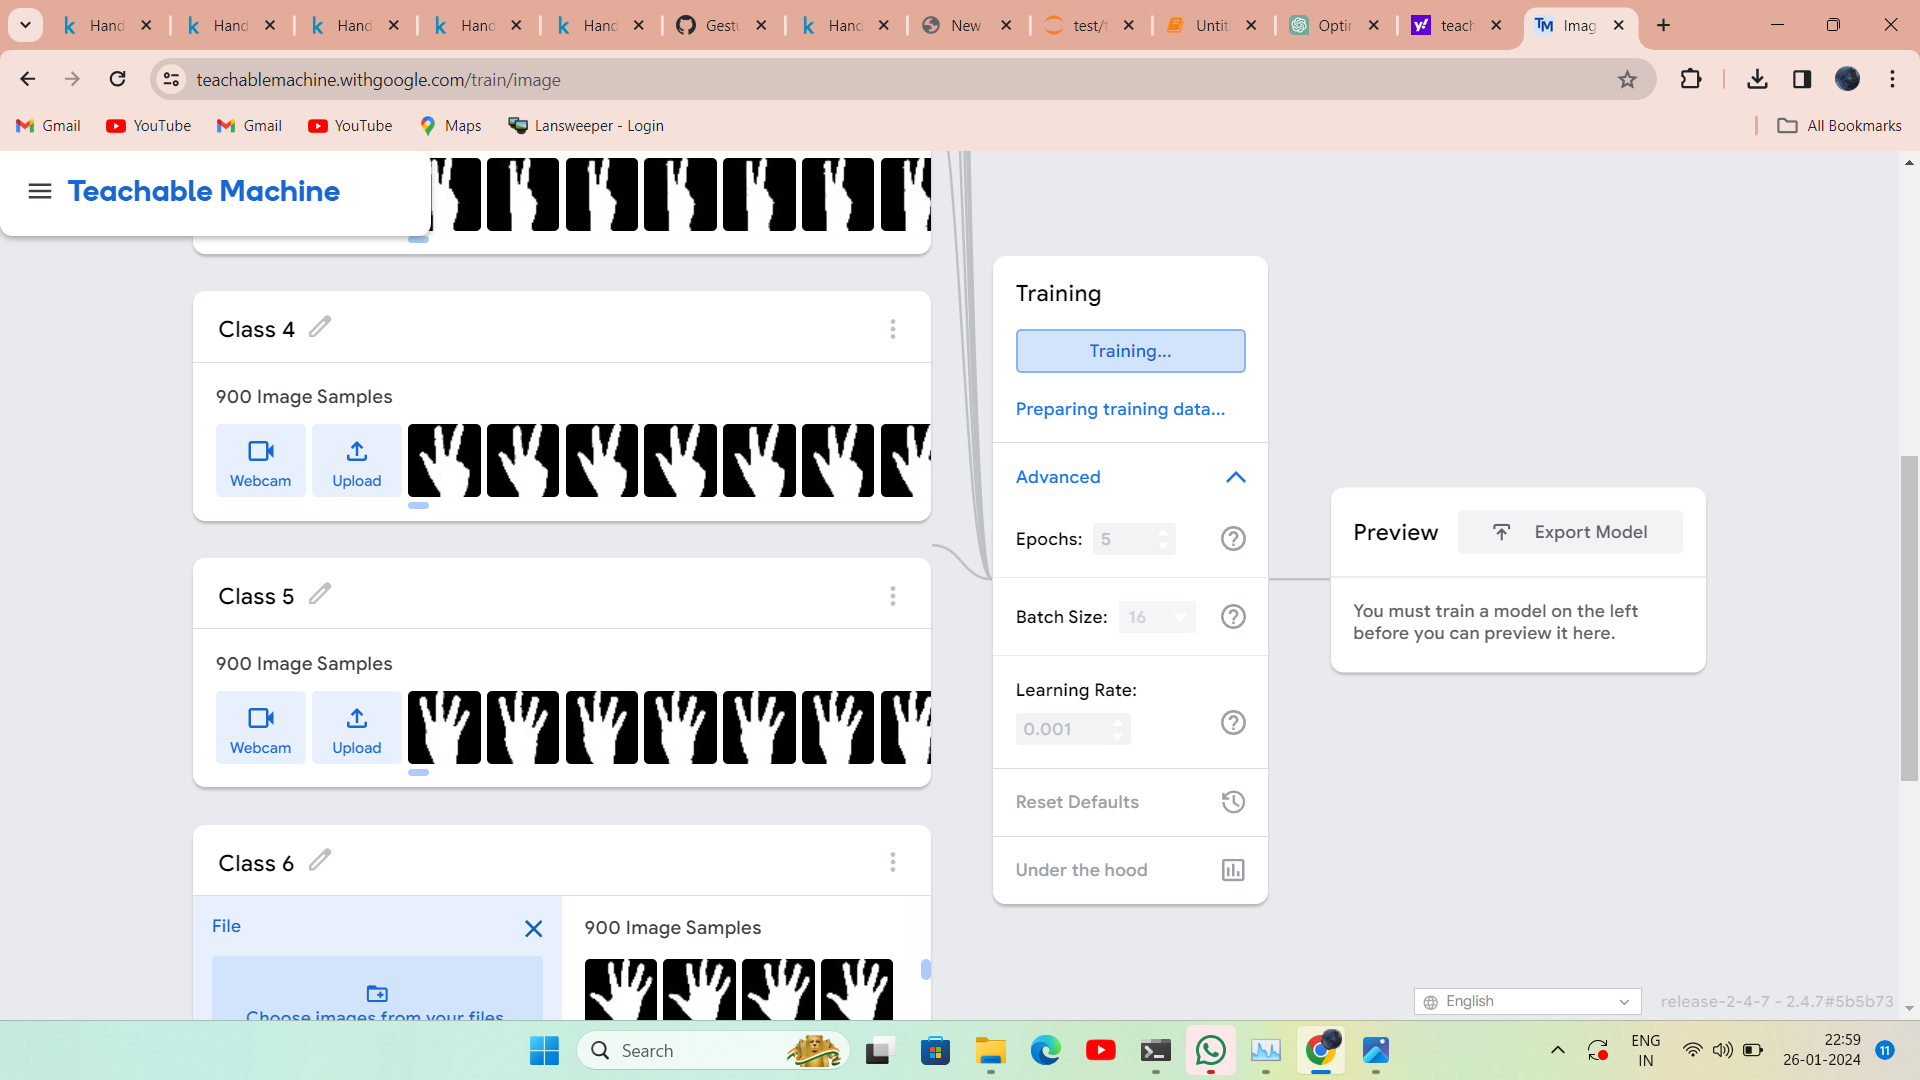 Hand
Hand
Hand
Hand
Hand
Gestu
Hand
New
test/t
Untit
Optin
teach
Imag
teachablemachine.withgoogle.com/train/image
Gmail
YouTube
Gmail
YouTube
Maps
Lansweeper - Login
All Bookmarks
Teachable Machine
Class 4
900 Image Samples
Webcam
Upload
Class 5
900 Image Samples
Webcam
Upload
Class 6
File
Choose images from your files
900 Image Samples
Training
Training...
Preparing training data...
Advanced
Epochs: 5
Batch Size: 16
Learning Rate:
0.001
Reset Defaults
Under the hood
Preview
Export Model
You must train a model on the left
before you can preview it here.
English
release-2-4-7 - 2.4.7#5b5b73
Search
ENG
IN
22:59
26-01-2024
11